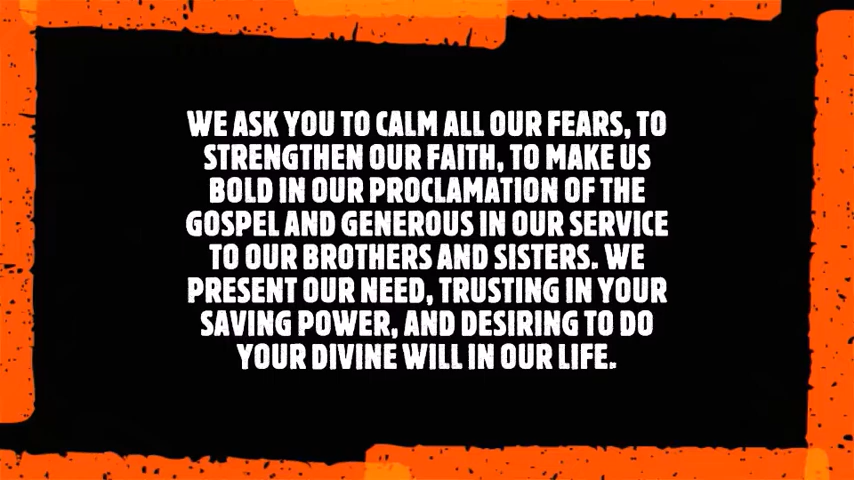 WE ASK YOU TO CALM ALL OUR FEARS, TO
STRENGTHEN OUR FAITH, TO MAKE US
BOLD IN OUR PROCLAMATION OF THE
GOSPEL AND GENEROUS IN OUR SERVICE
TO OUR BROTHERS AND SISTERS. WE
PRESENT OUR NEED, TRUSTING IN YOUR
SAVING POWER, AND DESIRING TO DO
YOUR DIVINE WILL IN OUR LIFE.